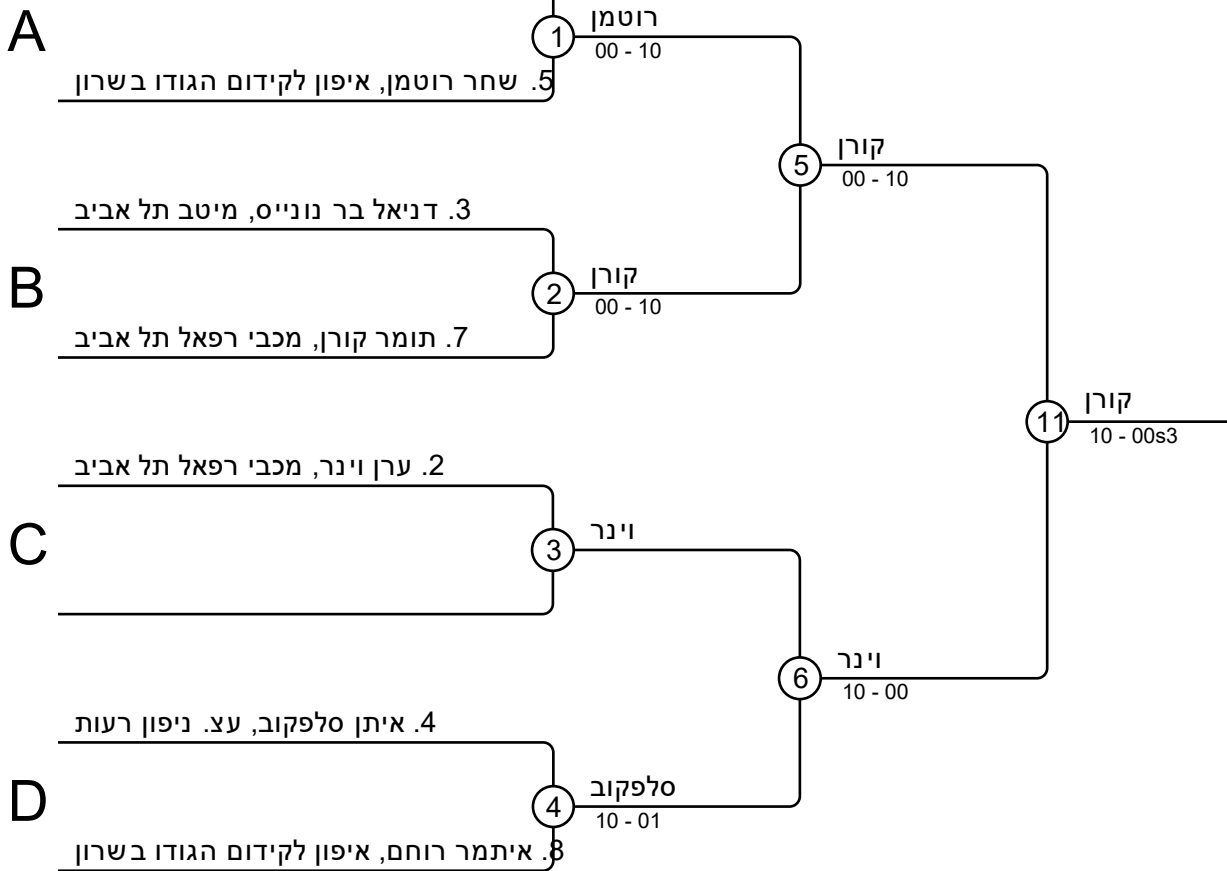 A
1
רוטמן
00 - 10
5. שחר רוטמן, איפון לקידום הגודו בשרון
5
קורן
00 - 10
3. דניאל בר נונייס, מיטב תל אביב
B
2
קורן
00 - 10
7. תומר קורן, מכבי רפאל תל אביב
11
קורן
10 - 00s3
2. ערן וינר, מכבי רפאל תל אביב
C
3
וינר
6
וינר
10 - 00
4. איתן סלפקוב, עצ. ניפון רעות
D
4
סלפקוב
10 - 01
8. איתמר רוחם, איפון לקידום הגודו בשרון